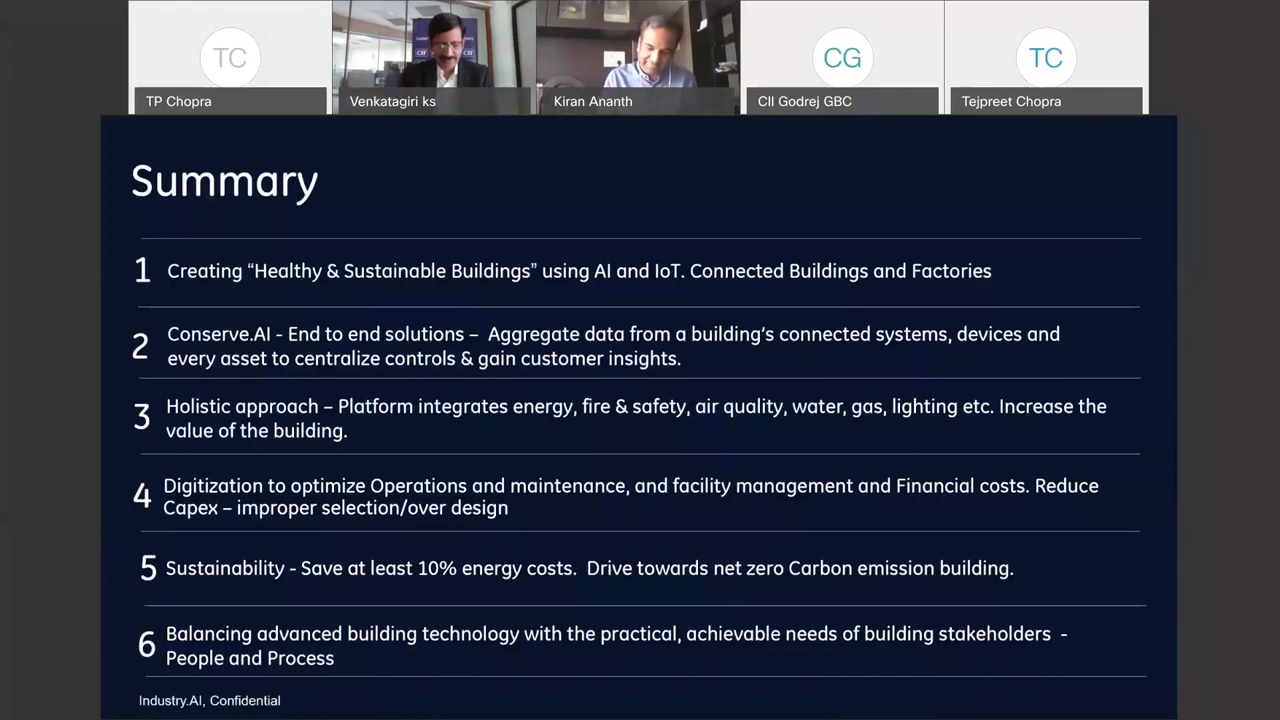 TC
CG
TC
CII
CII
TP Chopra
Venkatagiri ks
Kiran Ananth
CII Godrej GBC
Tejpreet Chopra
Summary
1 Creating “Healthy & Sustainable Buildings” using AI and IoT. Connected Buildings and Factories
2 Conserve.AI - End to end solutions – Aggregate data from a building’s connected systems, devices and
every asset to centralize controls & gain customer insights.
3 Holistic approach – Platform integrates energy, fire & safety, air quality, water, gas, lighting etc. Increase the
value of the building.
4 Digitization to optimize Operations and maintenance, and facility management and Financial costs. Reduce
Capex – improper selection/over design
5 Sustainability - Save at least 10% energy costs. Drive towards net zero Carbon emission building.
6 Balancing advanced building technology with the practical, achievable needs of building stakeholders -
People and Process
Industry.AI, Confidential